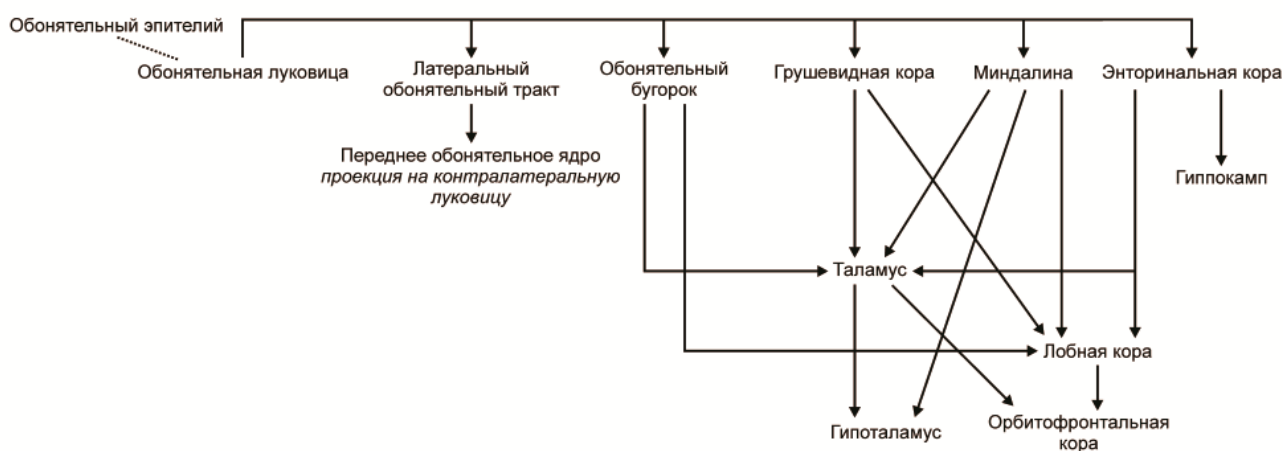 Обонятельный эпителий
Обонятельная луковица
Латеральный
обонятельный тракт
Обонятельный
бугорок
Грушевидная кора
Миндалина
Энторинальная кора
Переднее обонятельное ядро
проекция на контралатеральную
луковицу
Гиппокамп
Таламус
Лобная кора
Гипоталамус
Орбитофронтальная
кора